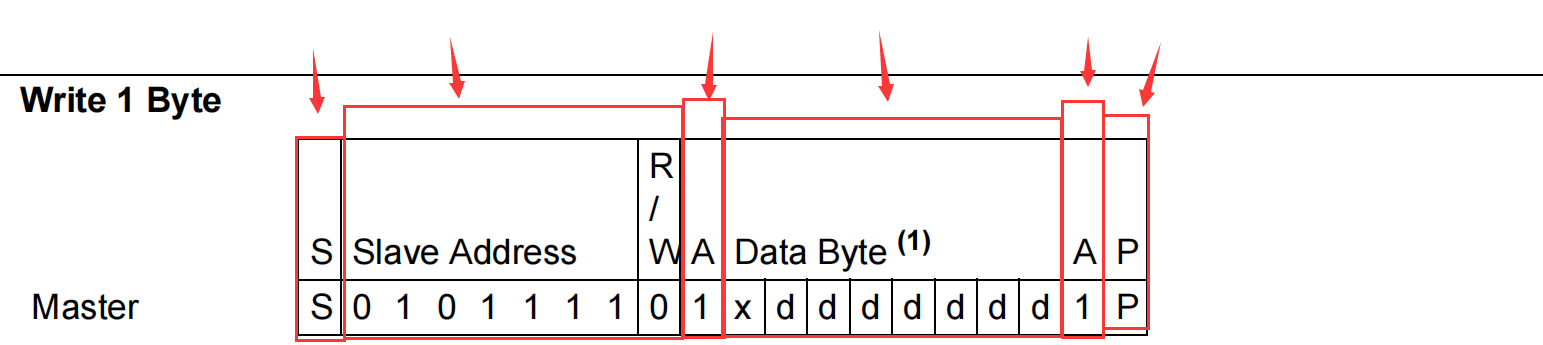 Write 1 Byte
R
/
S Slave Address W A Data Byte (1) A P
Master S 0 1 0 1 1 1 1 0 1 x d d d d d d d 1 P